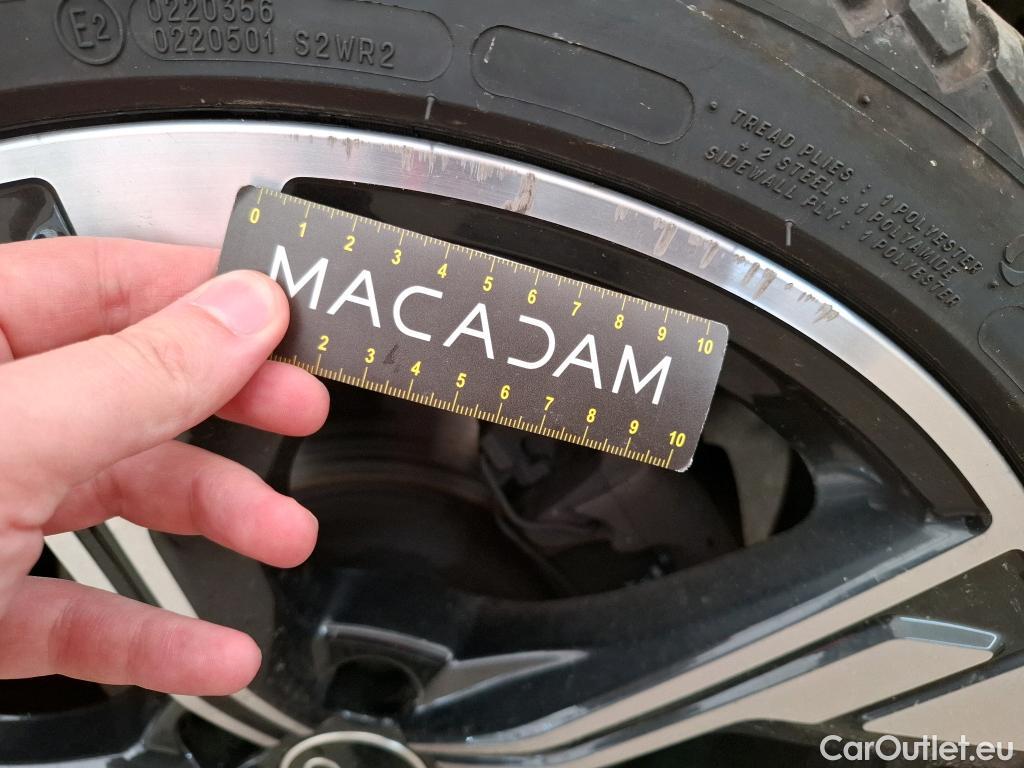 E2
0220356
0220501 S2WR2
TREAD PLIES : 1 POLYESTER
+ 2 STEEL + 1 POLYAMIDE
SIDEWALL PLY : 1 POLYESTER
0 1 2 3 4 5 6 7 8 9 10
MACADAM
2 3 4 5 6 7 8 9 10
CarOutlet.eu